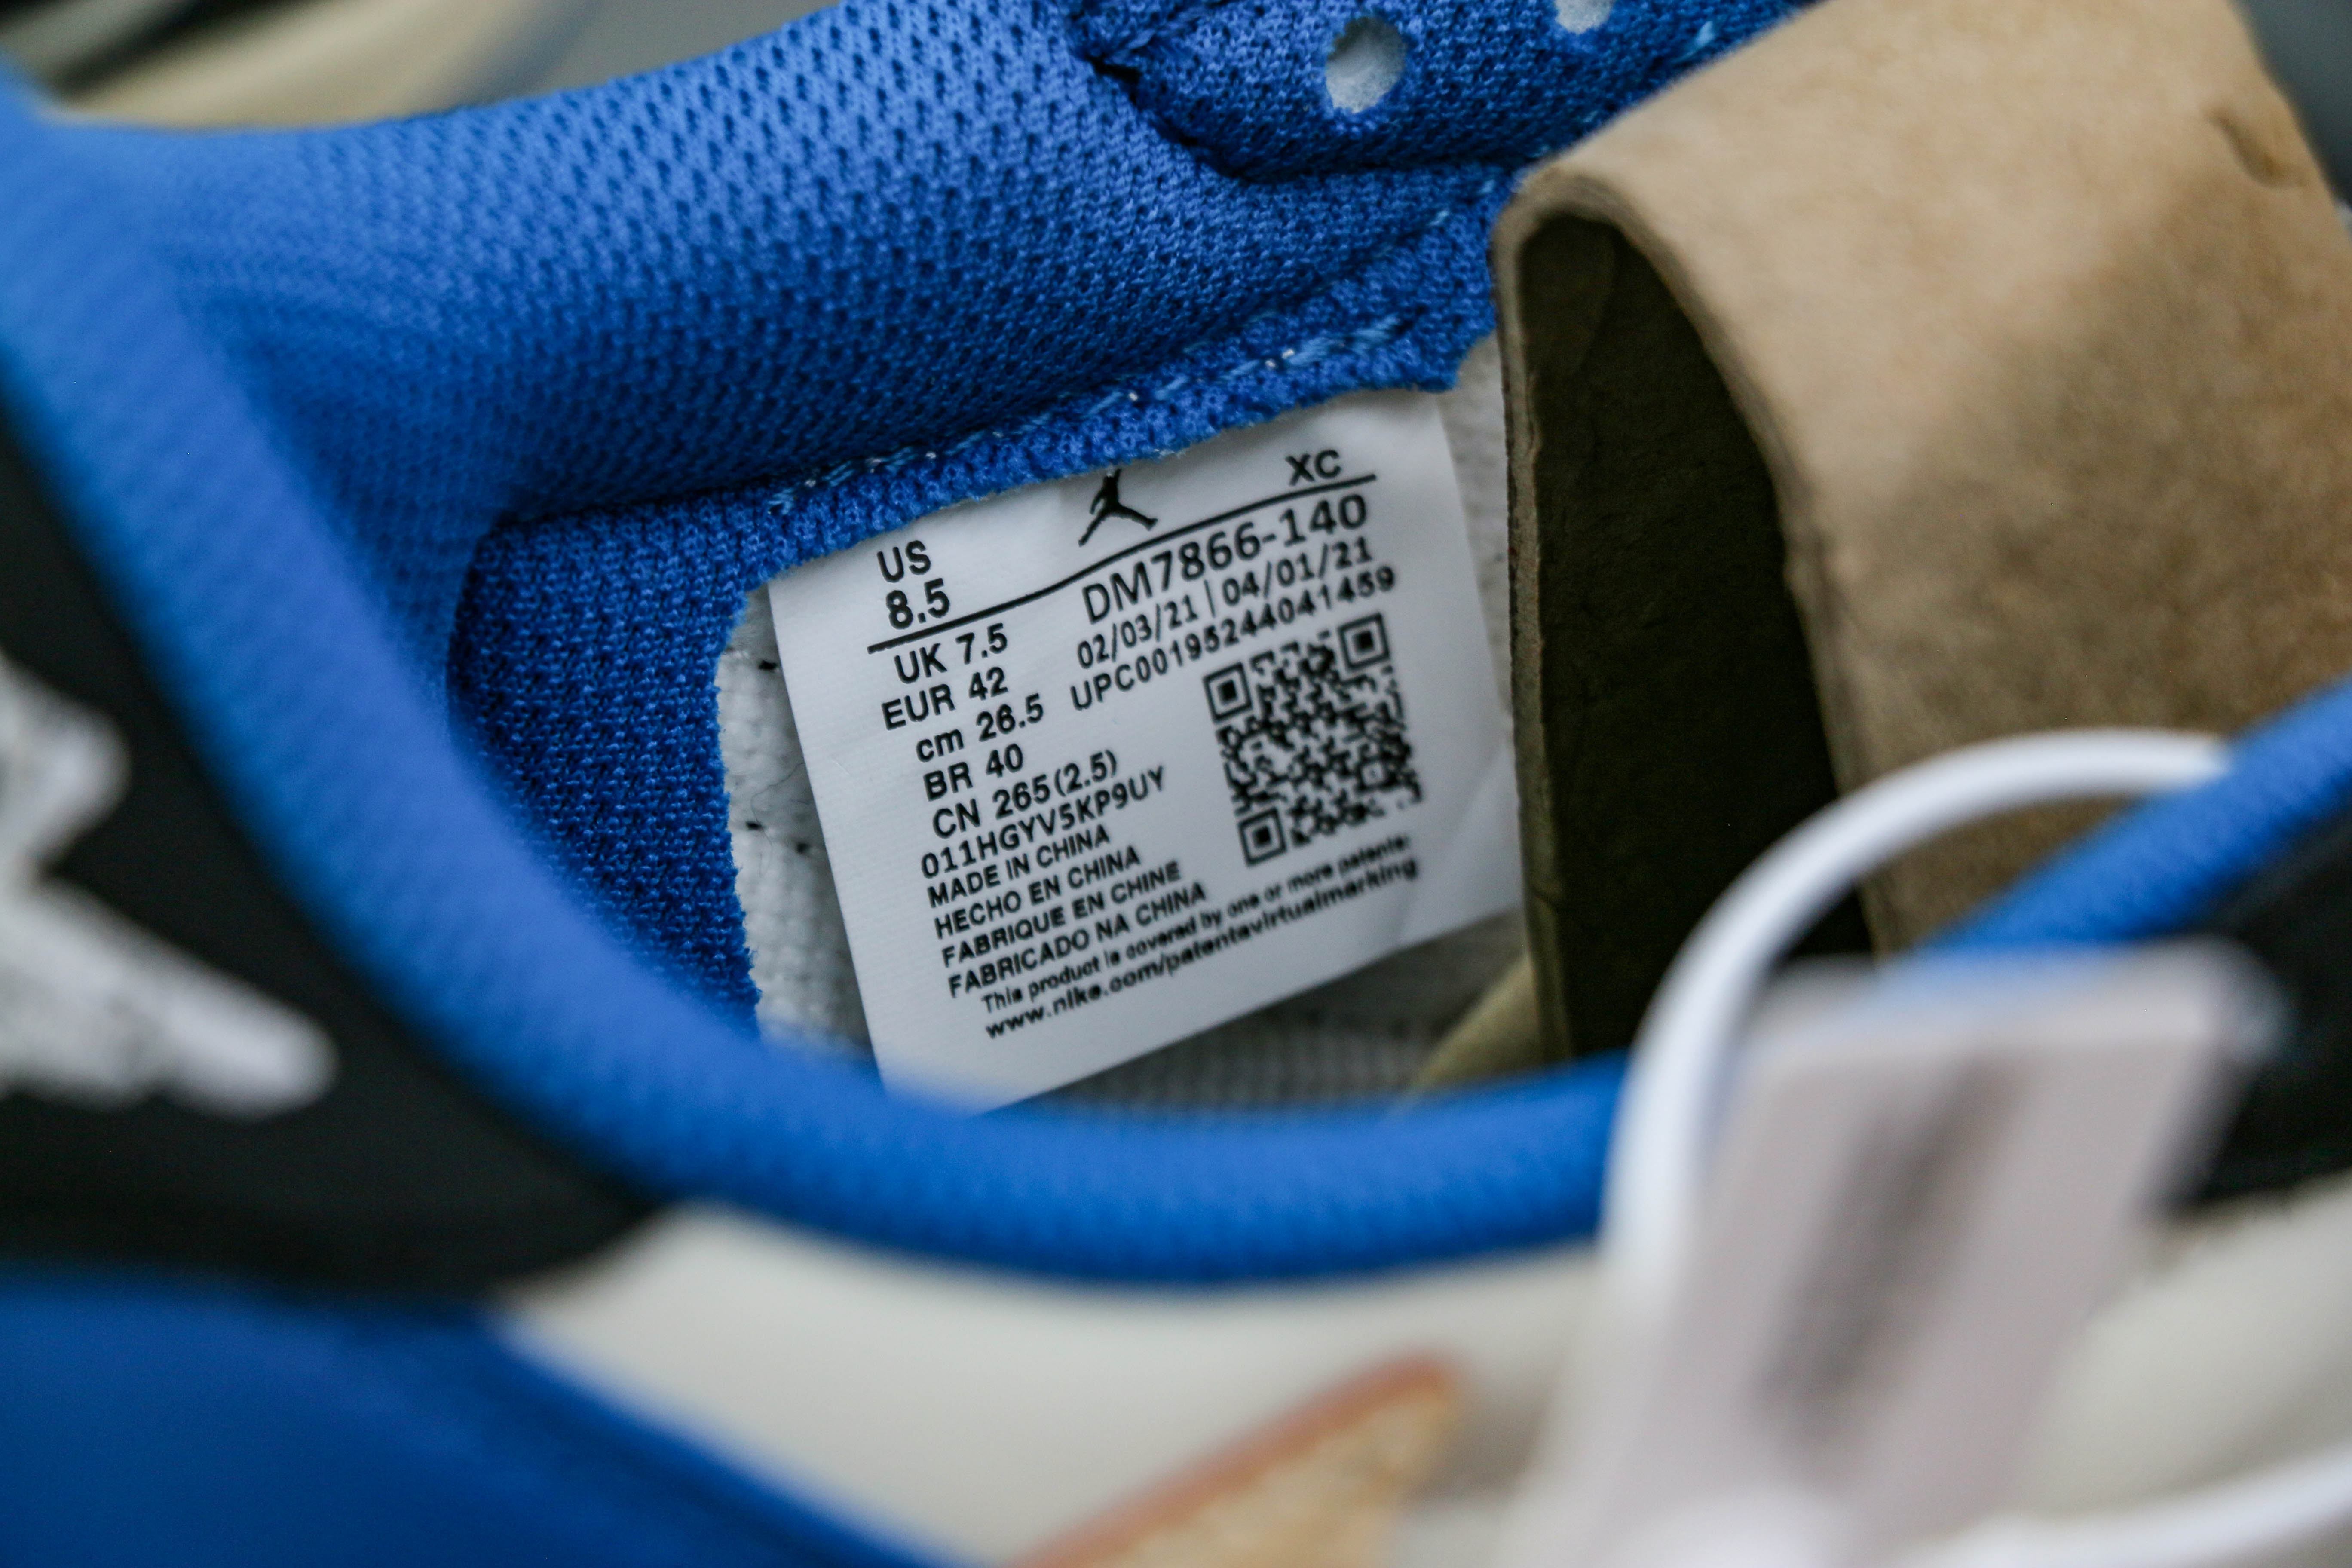 XC
US
8.5
DM7866-140
02/03/21 | 04/01/21
UPC00195244041459
UK 7.5
EUR 42
cm 26.5
BR 40
CN 265(2.5)
011HGYV5KP9UY
MADE IN CHINA
HECHO EN CHINA
FABRIQUE EN CHINE
FABRICADO NA CHINA
This product is covered by one or more patents:
www.nike.com/patentsvirtualmarking